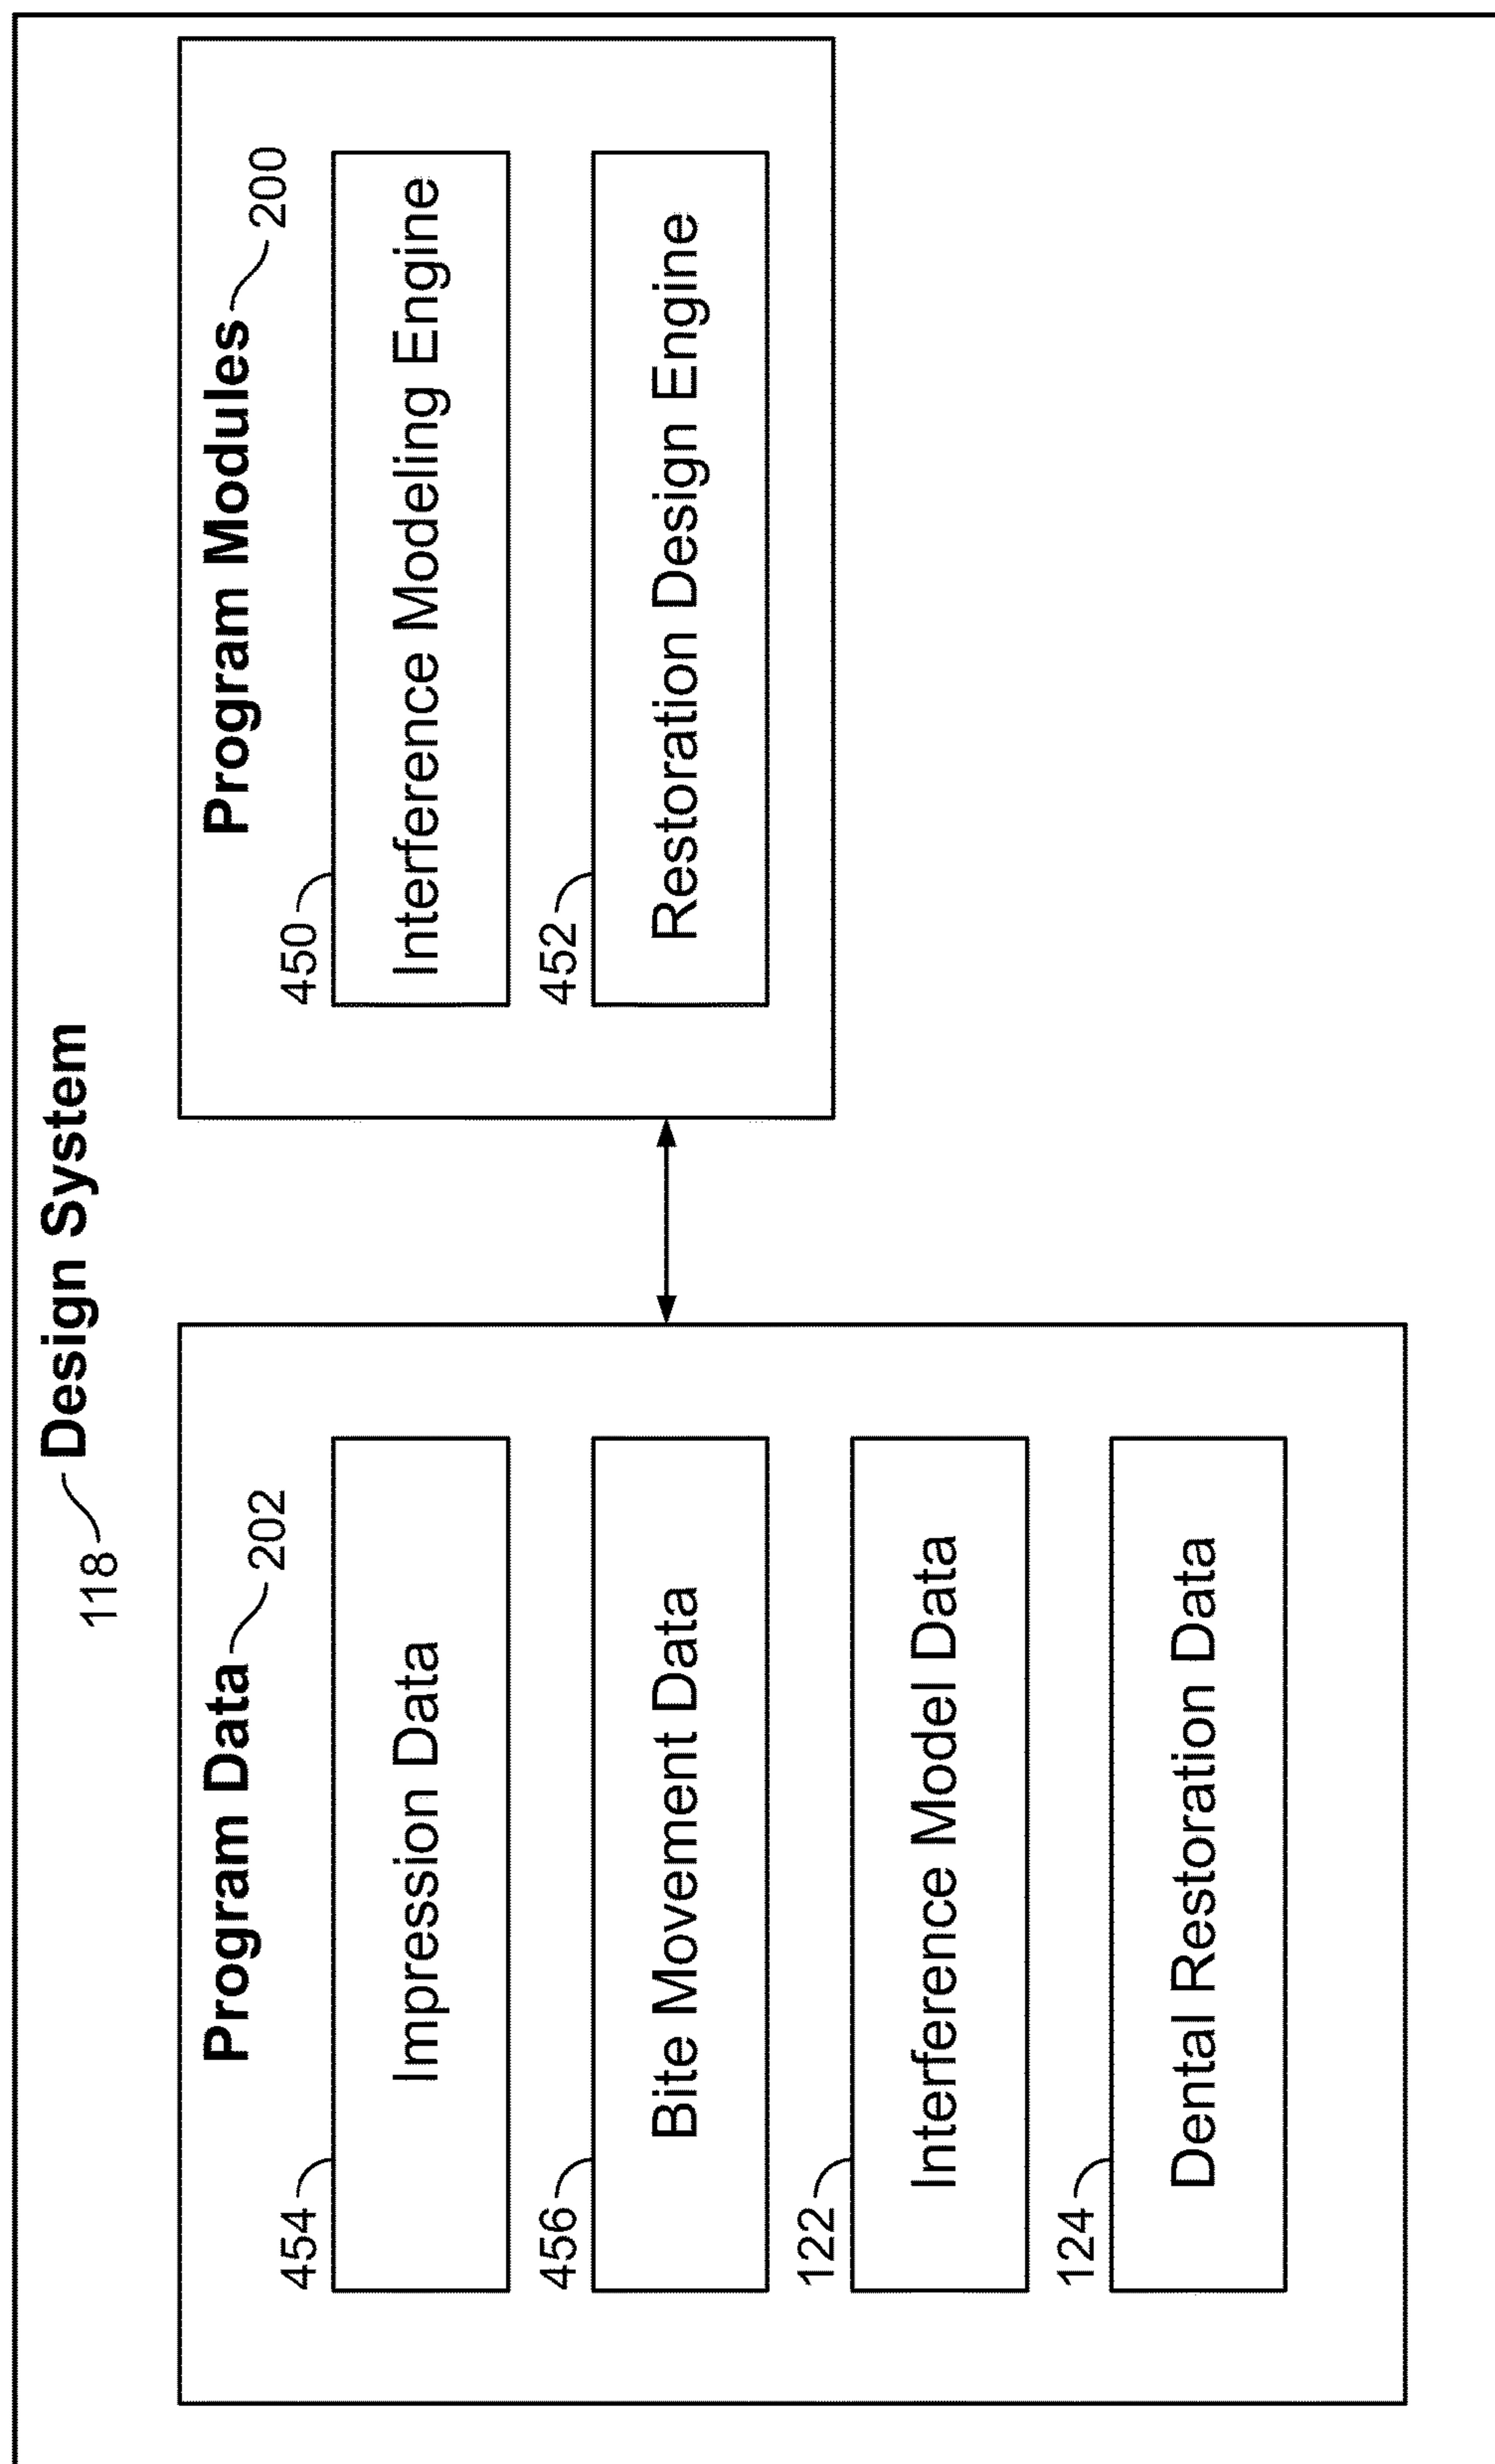 118 Design System
Program Data 202
454
Impression Data
456
Bite Movement Data
122
Interference Model Data
124
Dental Restoration Data
Program Modules 200
450
Interference Modeling Engine
452
Restoration Design Engine